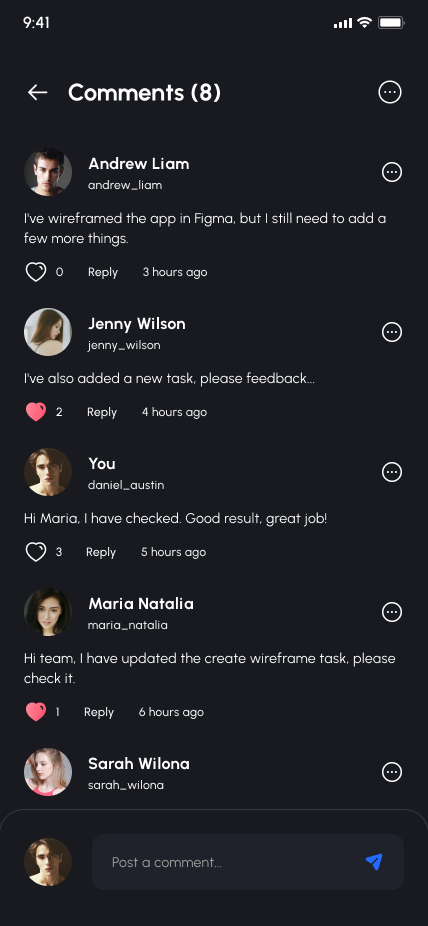 9:41
Comments (8)
Andrew Liam
andrew_liam
I've wireframed the app in Figma, but I still need to add a
few more things.
0 Reply 3 hours ago
Jenny Wilson
jenny_wilson
I've also added a new task, please feedback...
2 Reply 4 hours ago
You
daniel_austin
Hi Maria, I have checked. Good result, great job!
3 Reply 5 hours ago
Maria Natalia
maria_natalia
Hi team, I have updated the create wireframe task, please
check it.
1 Reply 6 hours ago
Sarah Wilona
sarah_wilona
Post a comment...